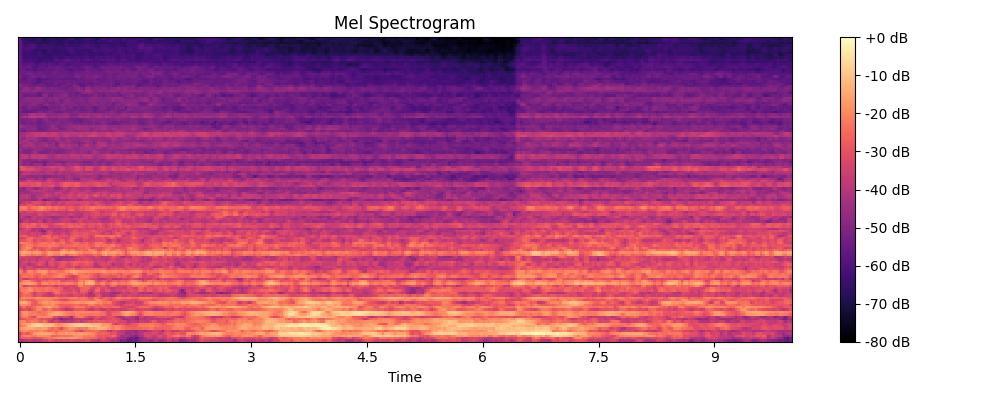 Mel Spectrogram
+0 dB
-10 dB
-20 dB
-30 dB
-40 dB
-50 dB
-60 dB
-70 dB
-80 dB
0 1.5 3 4.5 6 7.5 9
Time